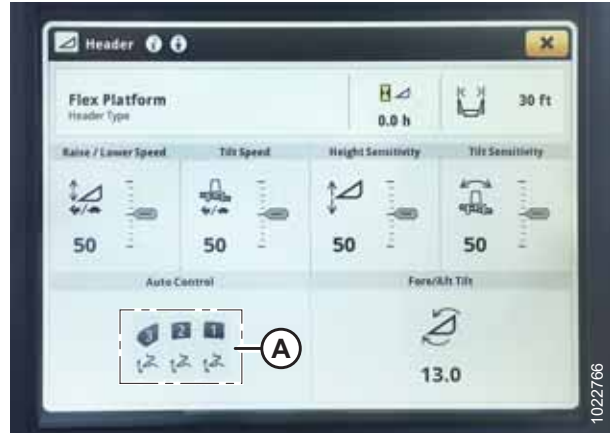 Header
Flex Platform
Header Type
0.0 h
30 ft
Raise / Lower Speed
Tilt Speed
Height Sensitivity
Tilt Sensitivity
50
50
50
50
Auto Control
Fore/Aft Tilt
3 2 1
A
13.0
1022766